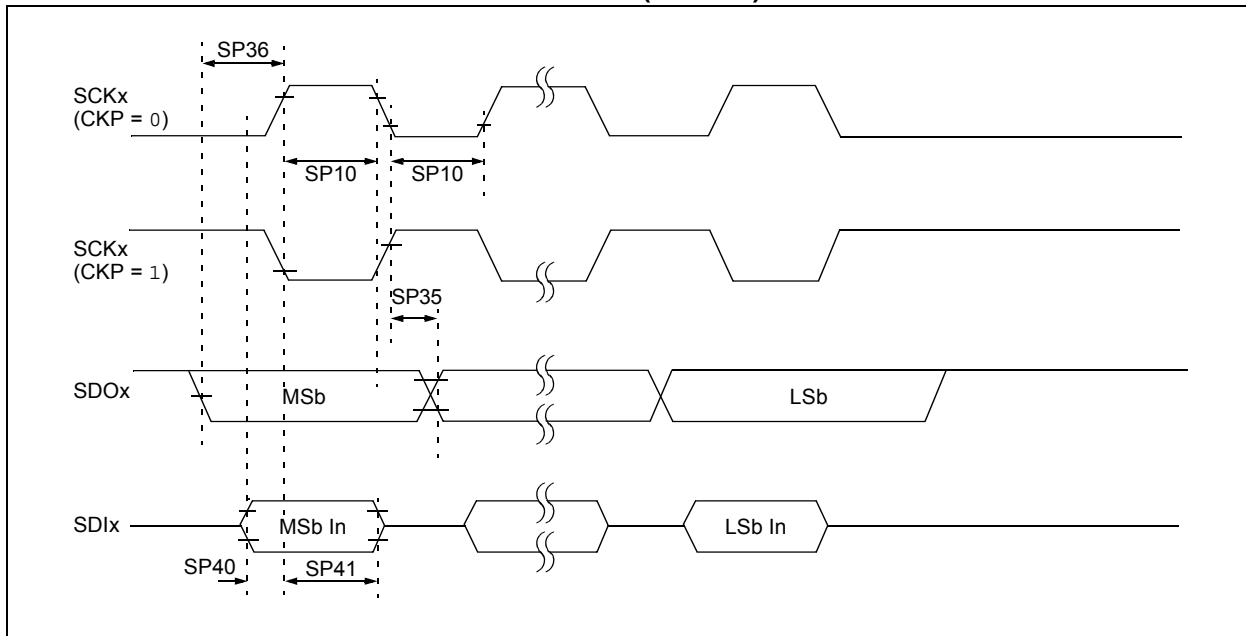 SP36
SCKx
(CKP = 0)
SP10 SP10
SCKx
(CKP = 1)
SP35
SDOx MSb LSb
SDIx MSb In LSb In
SP40 SP41